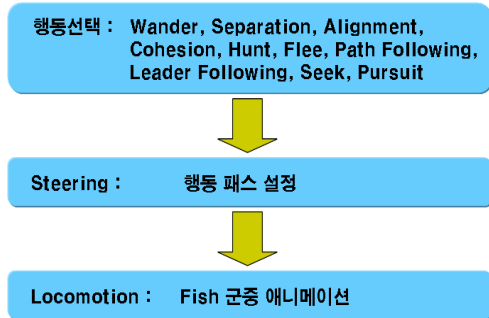 행동선택 : Wander, Separation, Alignment,
Cohesion, Hunt, Flee, Path Following,
Leader Following, Seek, Pursuit
Steering : 행동 패스 설정
Locomotion : Fish 군중 애니메이션